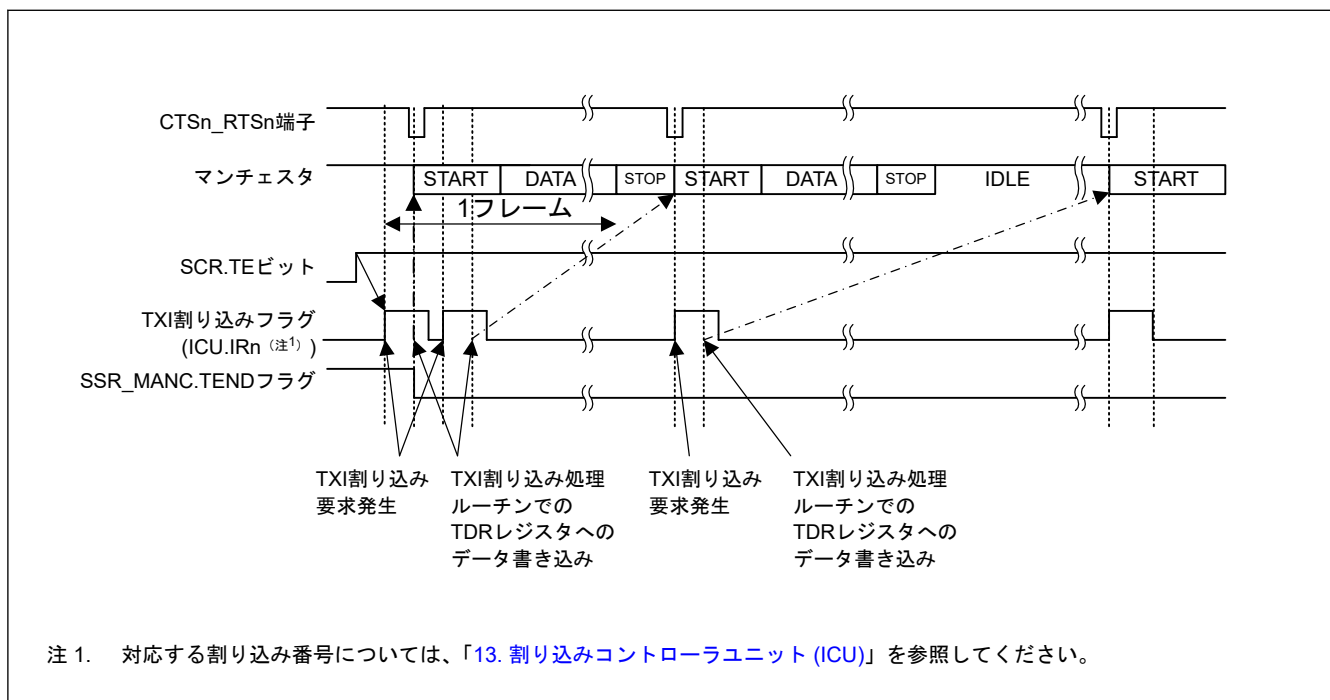 CTSn_RTSn端子
マンチェスタ
START DATA STOP START DATA STOP IDLE START
1フレーム
SCR.TEビット
TXI割り込みフラグ
(ICU.IRn（注1）)
SSR_MANC.TENDフラグ
TXI割り込み
要求発生
TXI割り込み処理
ルーチンでの
TDRレジスタへの
データ書き込み
TXI割り込み
要求発生
TXI割り込み処理
ルーチンでの
TDRレジスタへの
データ書き込み
注 1. 対応する割り込み番号については、「13. 割り込みコントローラユニット (ICU)」を参照してください。